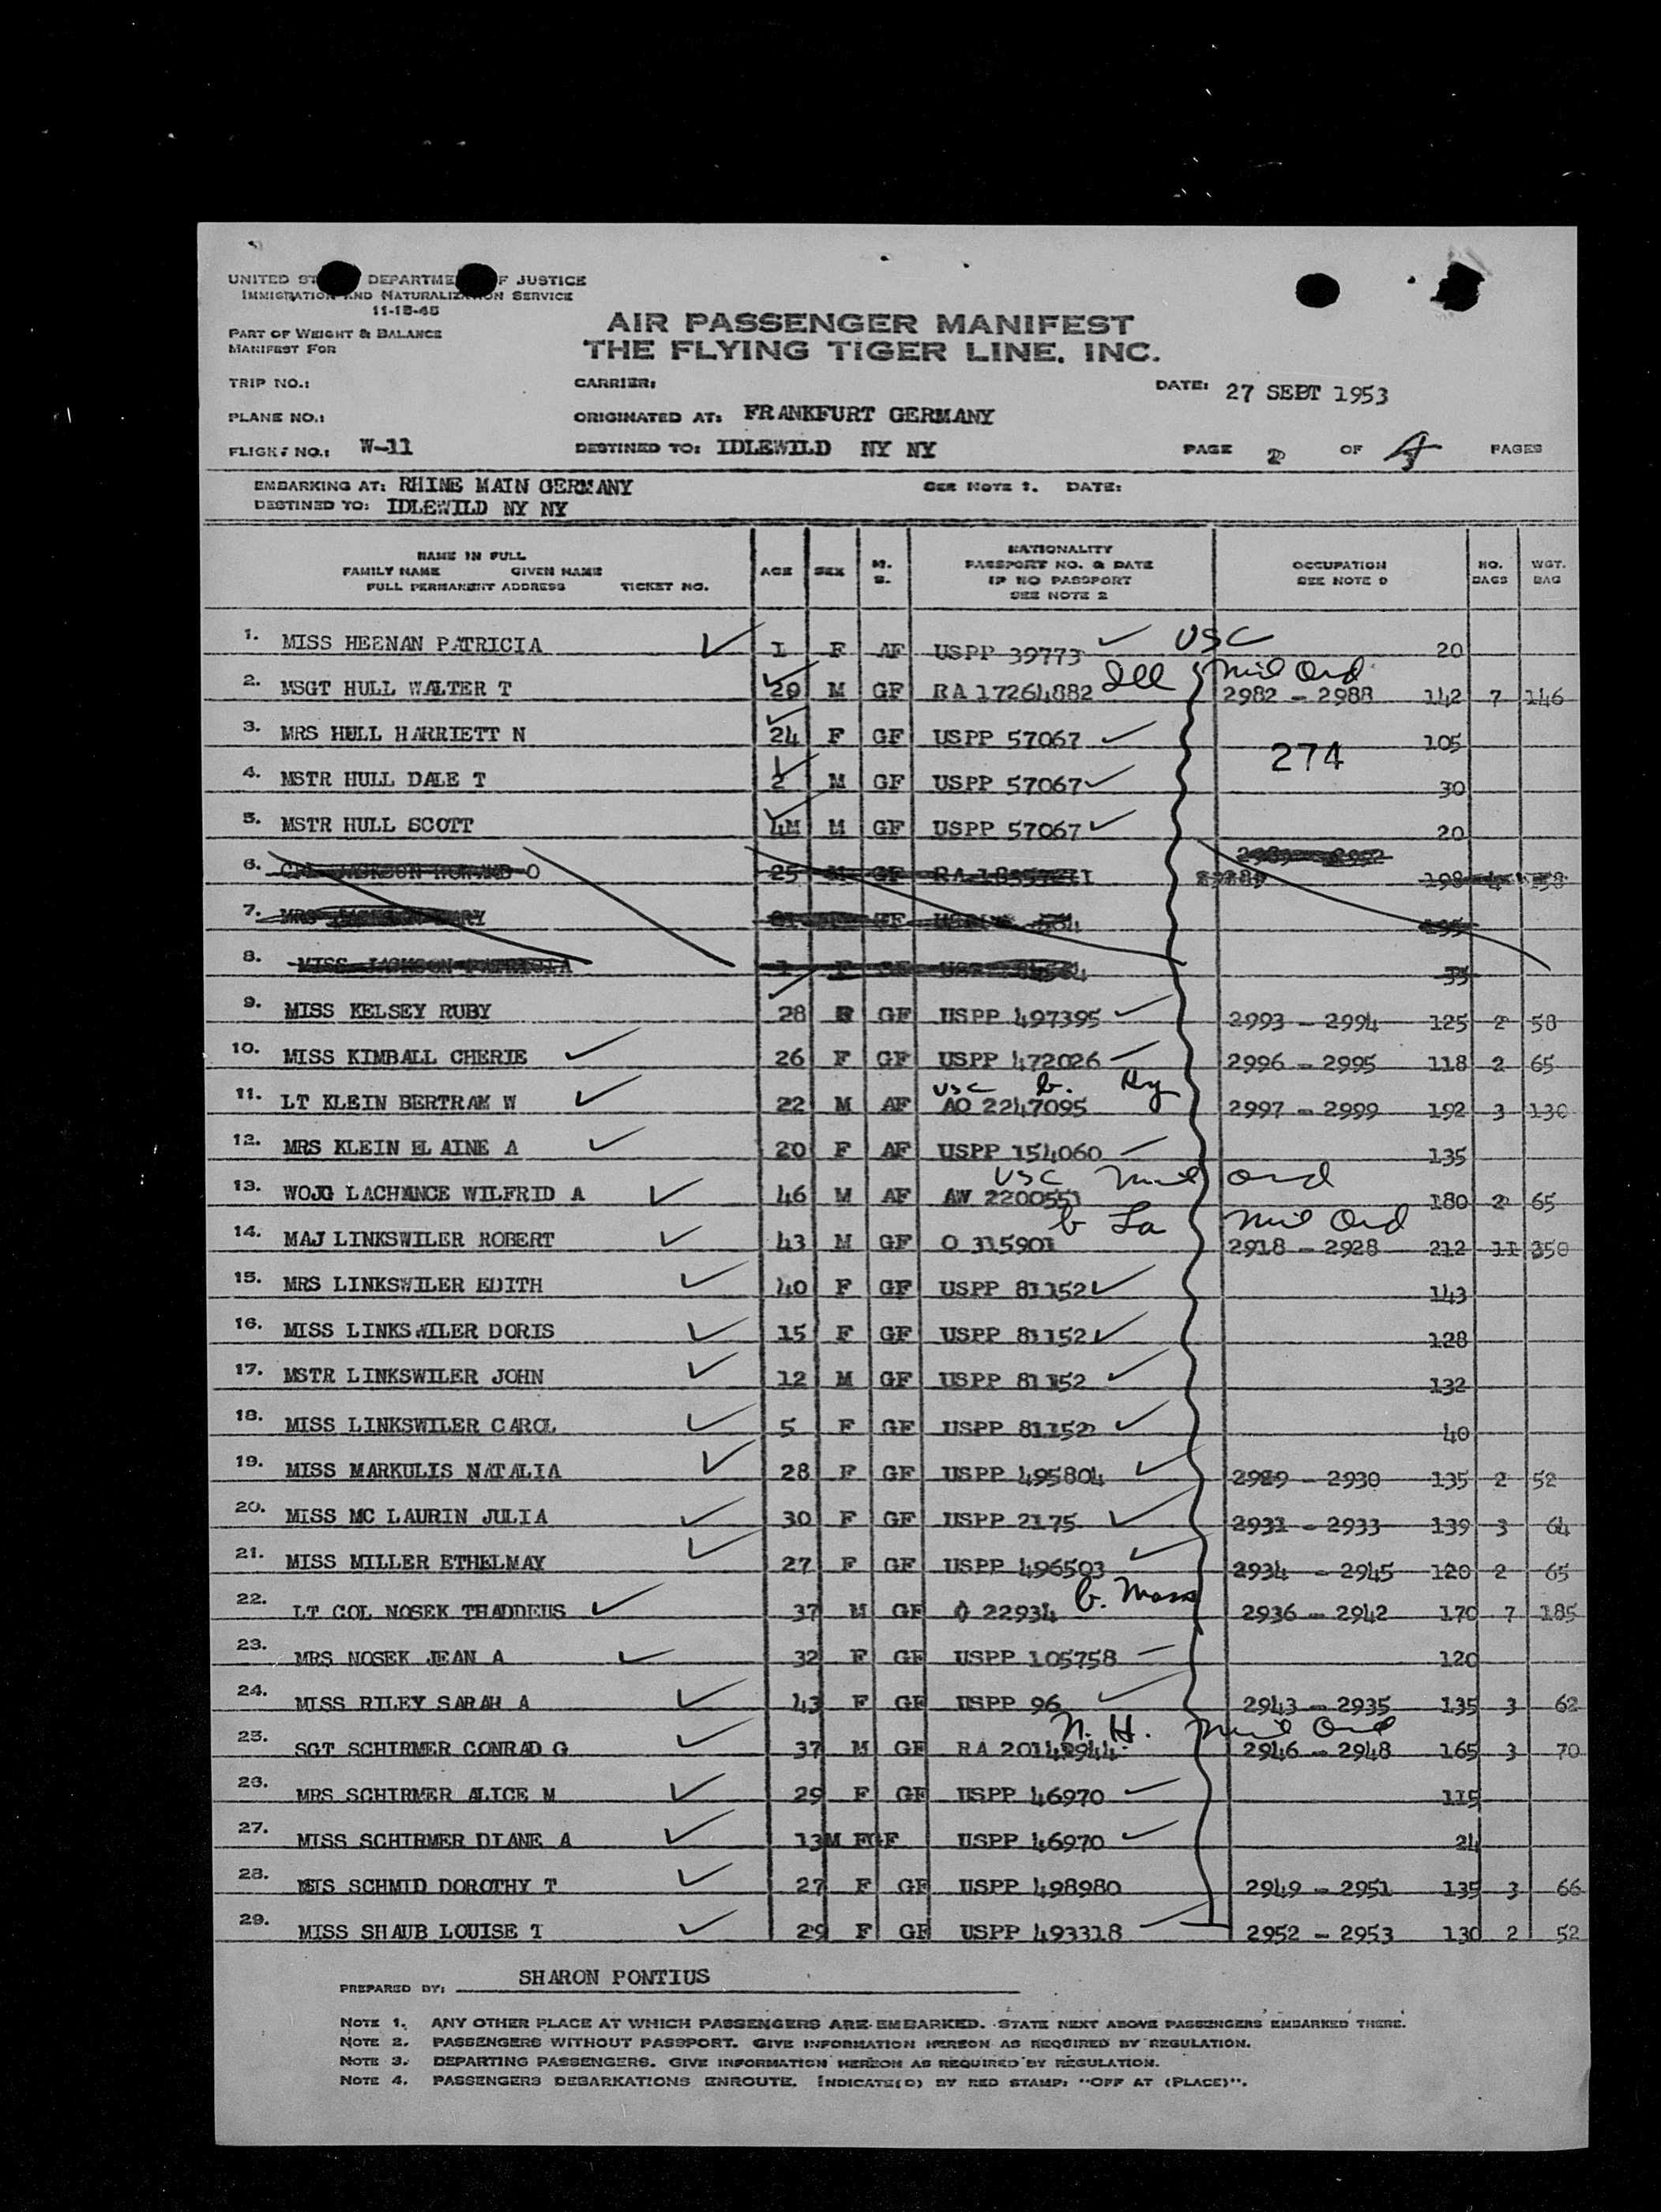 UNITED ST DEPARTME F JUSTICE
IMMIGRATION AND NATURALIZATION SERVICE
11-15-45
PART OF WEIGHT & BALANCE
MANIFEST FOR
AIR PASSENGER MANIFEST
THE FLYING TIGER LINE, INC.
TRIP NO.: CARRIER: DATE: 27 SEPT 1953
PLANE NO.: ORIGINATED AT: FRANKFURT GERMANY
FLIGHT NO.: W-11 DESTINED TO: IDLEWILD NY NY PAGE 2 OF 4 PAGES
EMBARKING AT: RHINE MAIN GERMANY SEE NOTE 1. DATE:
DESTINED TO: IDLEWILD NY NY
NAME IN FULL
FAMILY NAME GIVEN NAME
FULL PERMANENT ADDRESS TICKET NO.
AGE SEX M. S.
NATIONALITY
PASSPORT NO. & DATE
IF NO PASSPORT
SEE NOTE 2
OCCUPATION
SEE NOTE 9
NO. BAGS
WGT. BAG
1. MISS HEENAN PATRICIA ✓ 1 F AF USPP 39773 ✓ USC 20
2. MSGT HULL WALTER T ✓ 29 M GF RA 17264882 Ill Mil Ord 2982 - 2988 142 7 146
3. MRS HULL HARRIETT N ✓ 24 F GF USPP 57067 ✓ 274 105
4. MSTR HULL DALE T ✓ 2 M GF USPP 57067 ✓ 30
5. MSTR HULL SCOTT ✓ 4M M GF USPP 57067 ✓ 20
6. JACKSON O 25 M GF RA 198 4
7. MRS GF
8. MISS JACKSON PATRICIA 1 F GF 35
9. MISS KELSEY RUBY ✓ 28 F GF USPP 497395 ✓ 2993 - 2994 125 2 58
10. MISS KIMBALL CHERIE ✓ 26 F GF USPP 472026 ✓ 2996 - 2995 118 2 65
11. LT KLEIN BERTRAM W ✓ 22 M AF USC b. Ky AO 2247095 2997 - 2999 192 3 130
12. MRS KLEIN ELAINE A ✓ 20 F AF USPP 154060 ✓ 135
13. WOJG LACHANCE WILFRID A ✓ 46 M AF USC Mil Ord AW 2200551 180 2 65
14. MAJ LINKSWILER ROBERT ✓ 43 M GF O 315901 b La Mil Ord 2918 - 2928 212 11 350
15. MRS LINKSWILER EDITH ✓ 40 F GF USPP 81152 ✓ 143
16. MISS LINKSWILER DORIS ✓ 15 F GF USPP 81152 ✓ 128
17. MSTR LINKSWILER JOHN ✓ 12 M GF USPP 81152 ✓ 132
18. MISS LINKSWILER CAROL ✓ 5 F GF USPP 81152 ✓ 40
19. MISS MARKULIS NATALIA ✓ 28 F GF USPP 495804 ✓ 2929 - 2930 135 2 52
20. MISS MC LAURIN JULIA ✓ 30 F GF USPP 2175 ✓ 2931 - 2933 139 3 64
21. MISS MILLER ETHELMAY ✓ 27 F GF USPP 496503 ✓ 2934 - 2945 120 2 65
22. LT COL NOSEK THADDEUS ✓ 37 M GF O 22934 b. Mass 2936 - 2942 170 7 185
23. MRS NOSEK JEAN A ✓ 32 F GF USPP 105758 ✓ 120
24. MISS RILEY SARAH A ✓ 43 F GF USPP 96 ✓ 2943 - 2935 135 3 62
25. SGT SCHIRMER CONRAD G ✓ 37 M GF RA 20142944 N. H. Mil Ord 2946 - 2948 165 3 70
26. MRS SCHIRMER ALICE M ✓ 29 F GF USPP 46970 ✓ 115
27. MISS SCHIRMER DIANE A ✓ 13M F GF USPP 46970 ✓ 24
28. MIS SCHMID DOROTHY T ✓ 27 F GF USPP 498980 2949 - 2951 135 3 66
29. MISS SHAUB LOUISE T ✓ 29 F GF USPP 493318 ✓ 2952 - 2953 130 2 52
PREPARED BY: SHARON PONTIUS
NOTE 1. ANY OTHER PLACE AT WHICH PASSENGERS ARE EMBARKED. STATE NEXT ABOVE PASSENGERS EMBARKED THERE.
NOTE 2. PASSENGERS WITHOUT PASSPORT. GIVE INFORMATION HEREON AS REQUIRED BY REGULATION.
NOTE 3. DEPARTING PASSENGERS. GIVE INFORMATION HEREON AS REQUIRED BY REGULATION.
NOTE 4. PASSENGERS DEBARKATIONS ENROUTE. INDICATE(D) BY RED STAMP: "OFF AT (PLACE)".